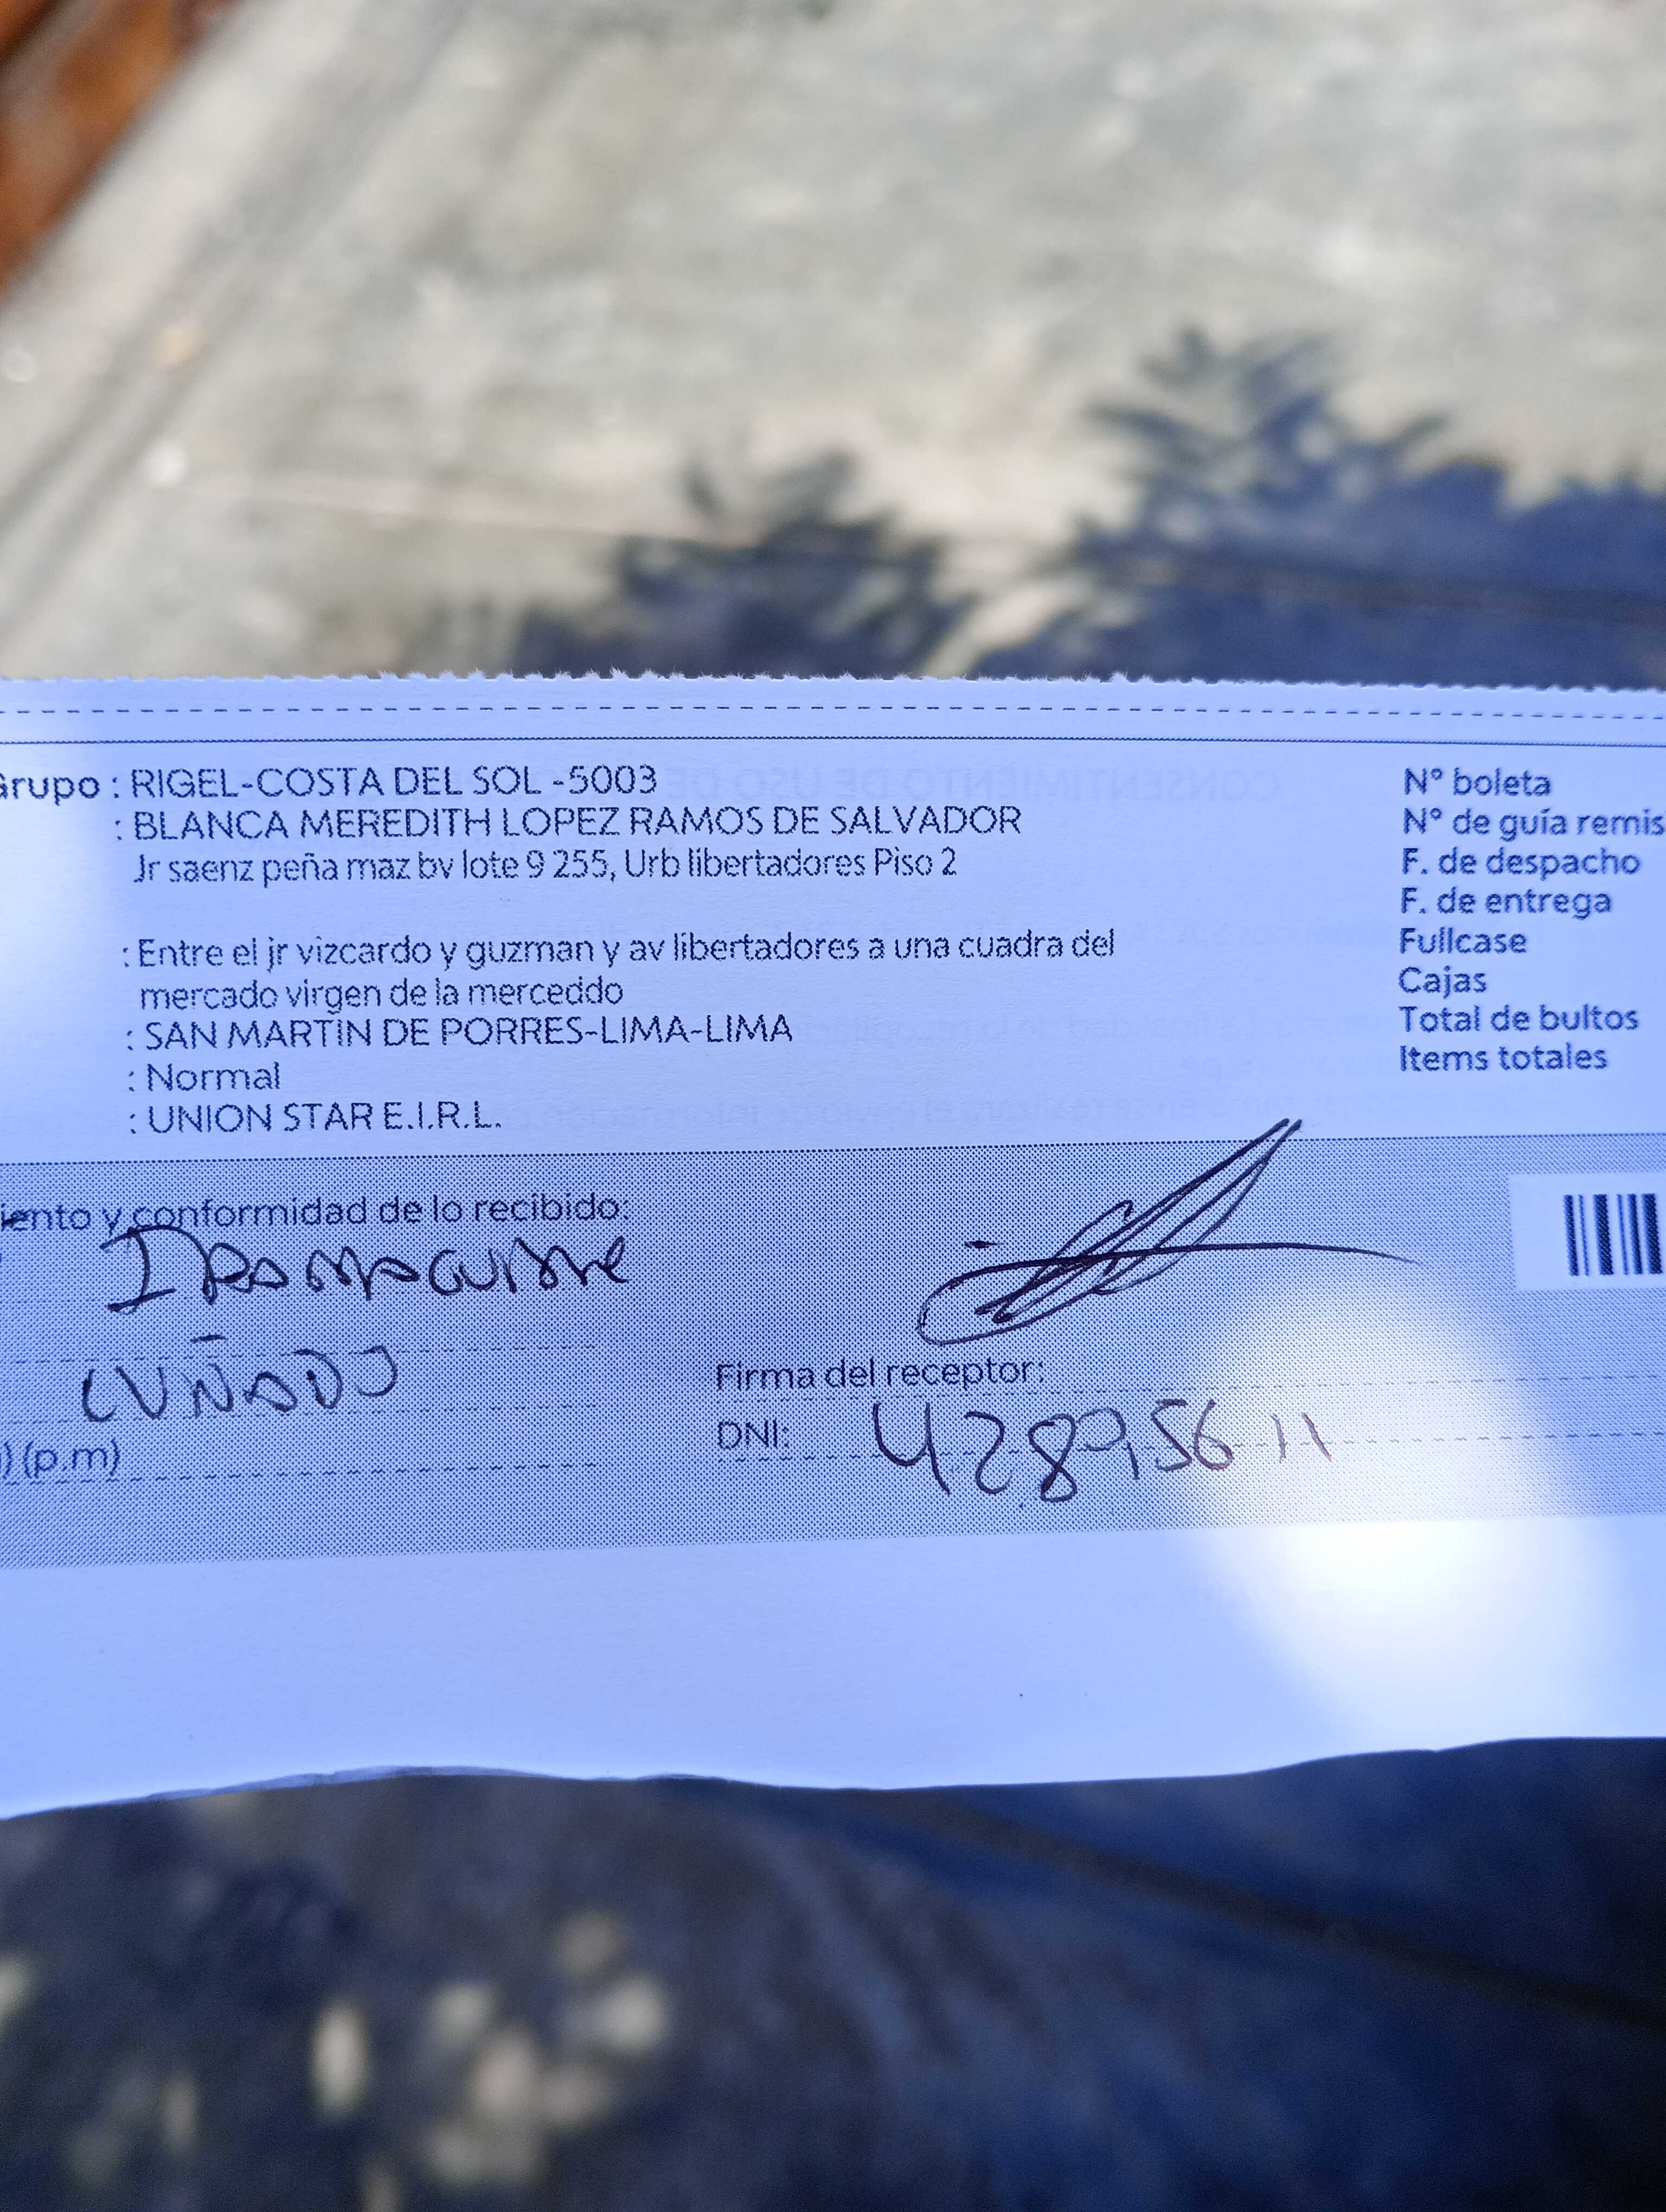 Grupo : RIGEL-COSTA DEL SOL -5003
: BLANCA MEREDITH LOPEZ RAMOS DE SALVADOR
Jr saenz peña maz bv lote 9 255, Urb libertadores Piso 2
: Entre el jr vizcardo y guzman y av libertadores a una cuadra del
mercado virgen de la merceddo
: SAN MARTIN DE PORRES-LIMA-LIMA
: Normal
: UNION STAR E.I.R.L.
N° boleta
N° de guía remis
F. de despacho
F. de entrega
Fullcase
Cajas
Total de bultos
Items totales
iento y conformidad de lo recibido:
CUÑADO
) (p.m)
Firma del receptor:
DNI: 42895611